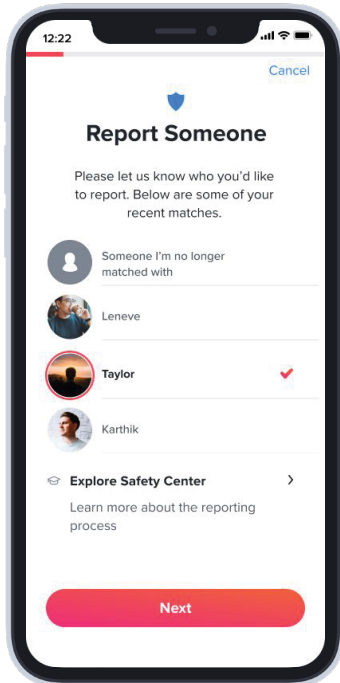 12:22
Cancel
Report Someone
Please let us know who you'd like
to report. Below are some of your
recent matches.
Someone I'm no longer
matched with
Leneve
Taylor
Karthik
Explore Safety Center
Learn more about the reporting
process
Next